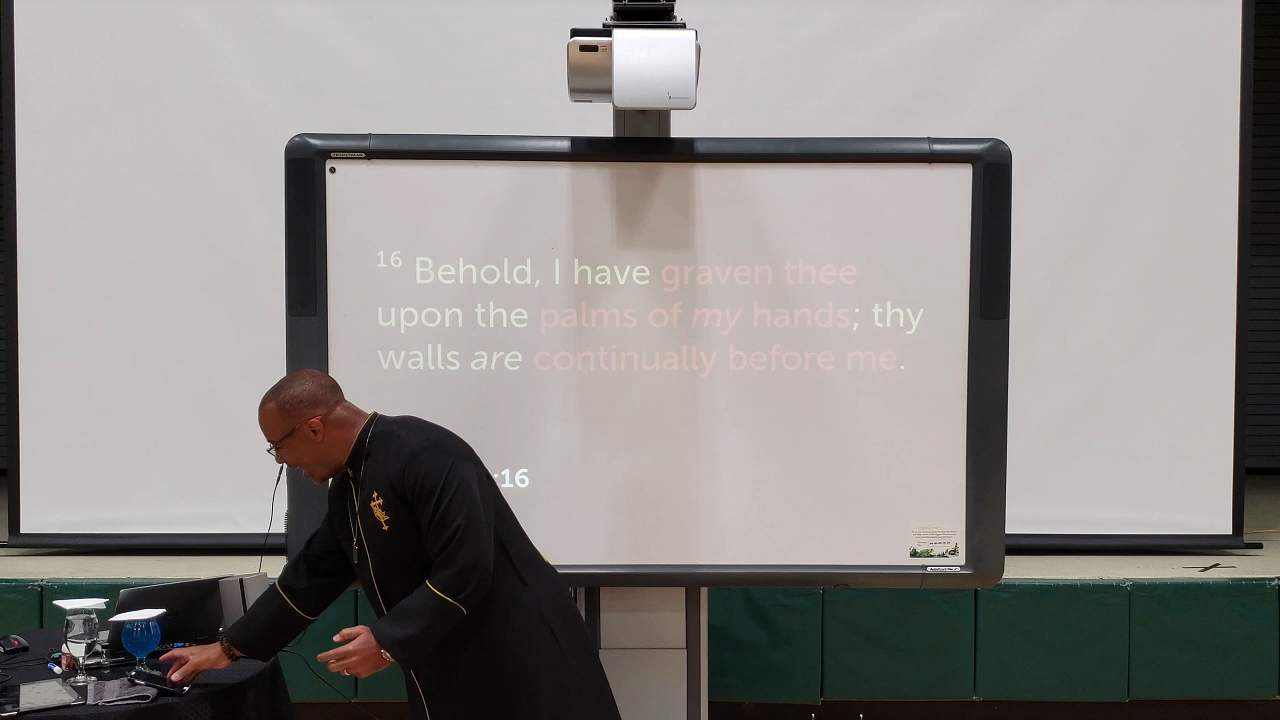 16 Behold, I have graven thee
upon the palms of my hands; thy
walls are continually before me.
:16